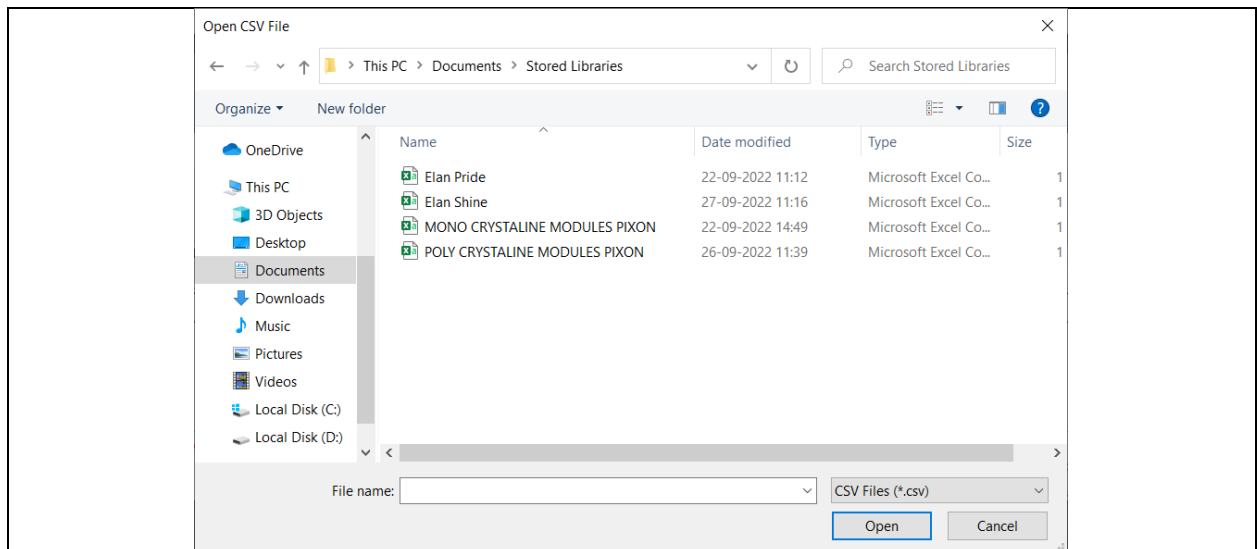 Open CSV File
This PC > Documents > Stored Libraries
Search Stored Libraries
Organize
New folder
?
Name Date modified Type Size
Elan Pride 22-09-2022 11:12 Microsoft Excel Co... 1
Elan Shine 27-09-2022 11:16 Microsoft Excel Co... 1
MONO CRYSTALINE MODULES PIXON 22-09-2022 14:49 Microsoft Excel Co... 1
POLY CRYSTALINE MODULES PIXON 26-09-2022 11:39 Microsoft Excel Co... 1
OneDrive
This PC
3D Objects
Desktop
Documents
Downloads
Music
Pictures
Videos
Local Disk (C:)
Local Disk (D:)
File name:
CSV Files (*.csv)
Open
Cancel